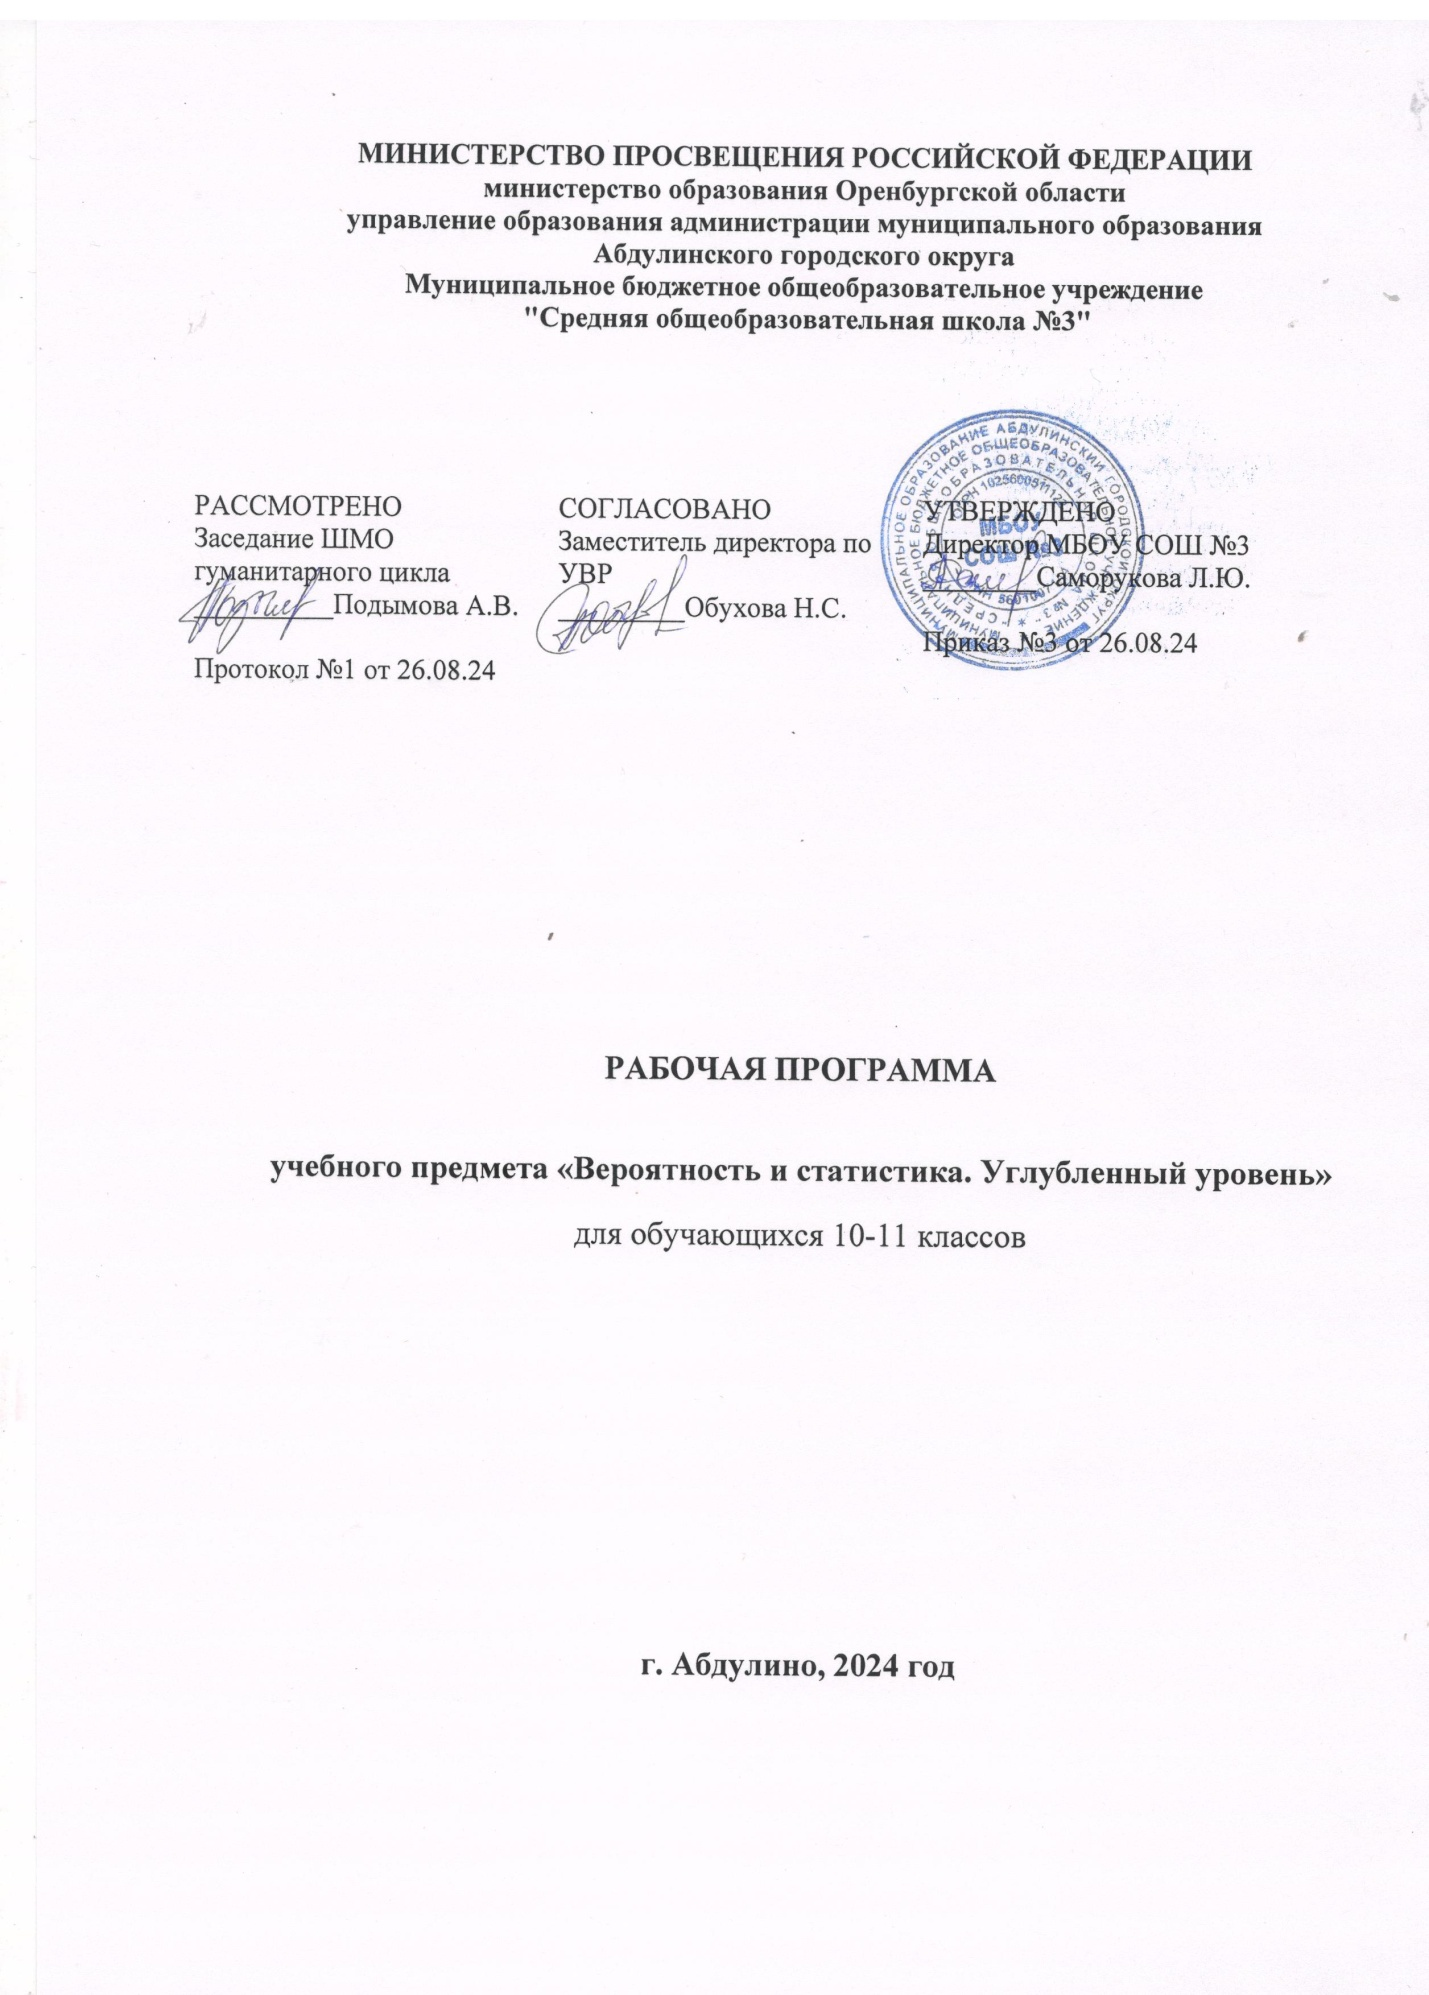 МИНИСТЕРСТВО ПРОСВЕЩЕНИЯ РОССИЙСКОЙ ФЕДЕРАЦИИ
министерство образования Оренбургской области
управление образования администрации муниципального образования
Абдулинского городского округа
Муниципальное бюджетное общеобразовательное учреждение
"Средняя общеобразовательная школа №3"
РАССМОТРЕНО
Заседание ШМО
гуманитарного цикла
Подымова А.В.
Протокол №1 от 26.08.24
СОГЛАСОВАНО
Заместитель директора по
УВР
Обухова Н.С.
УТВЕРЖДЕНО
Директор МБОУ СОШ №3
Саморукова Л.Ю.
Приказ №3 от 26.08.24
МБОУ
СОШ №3
РАБОЧАЯ ПРОГРАММА
учебного предмета «Вероятность и статистика. Углубленный уровень»
для обучающихся 10-11 классов
г. Абдулино, 2024 год